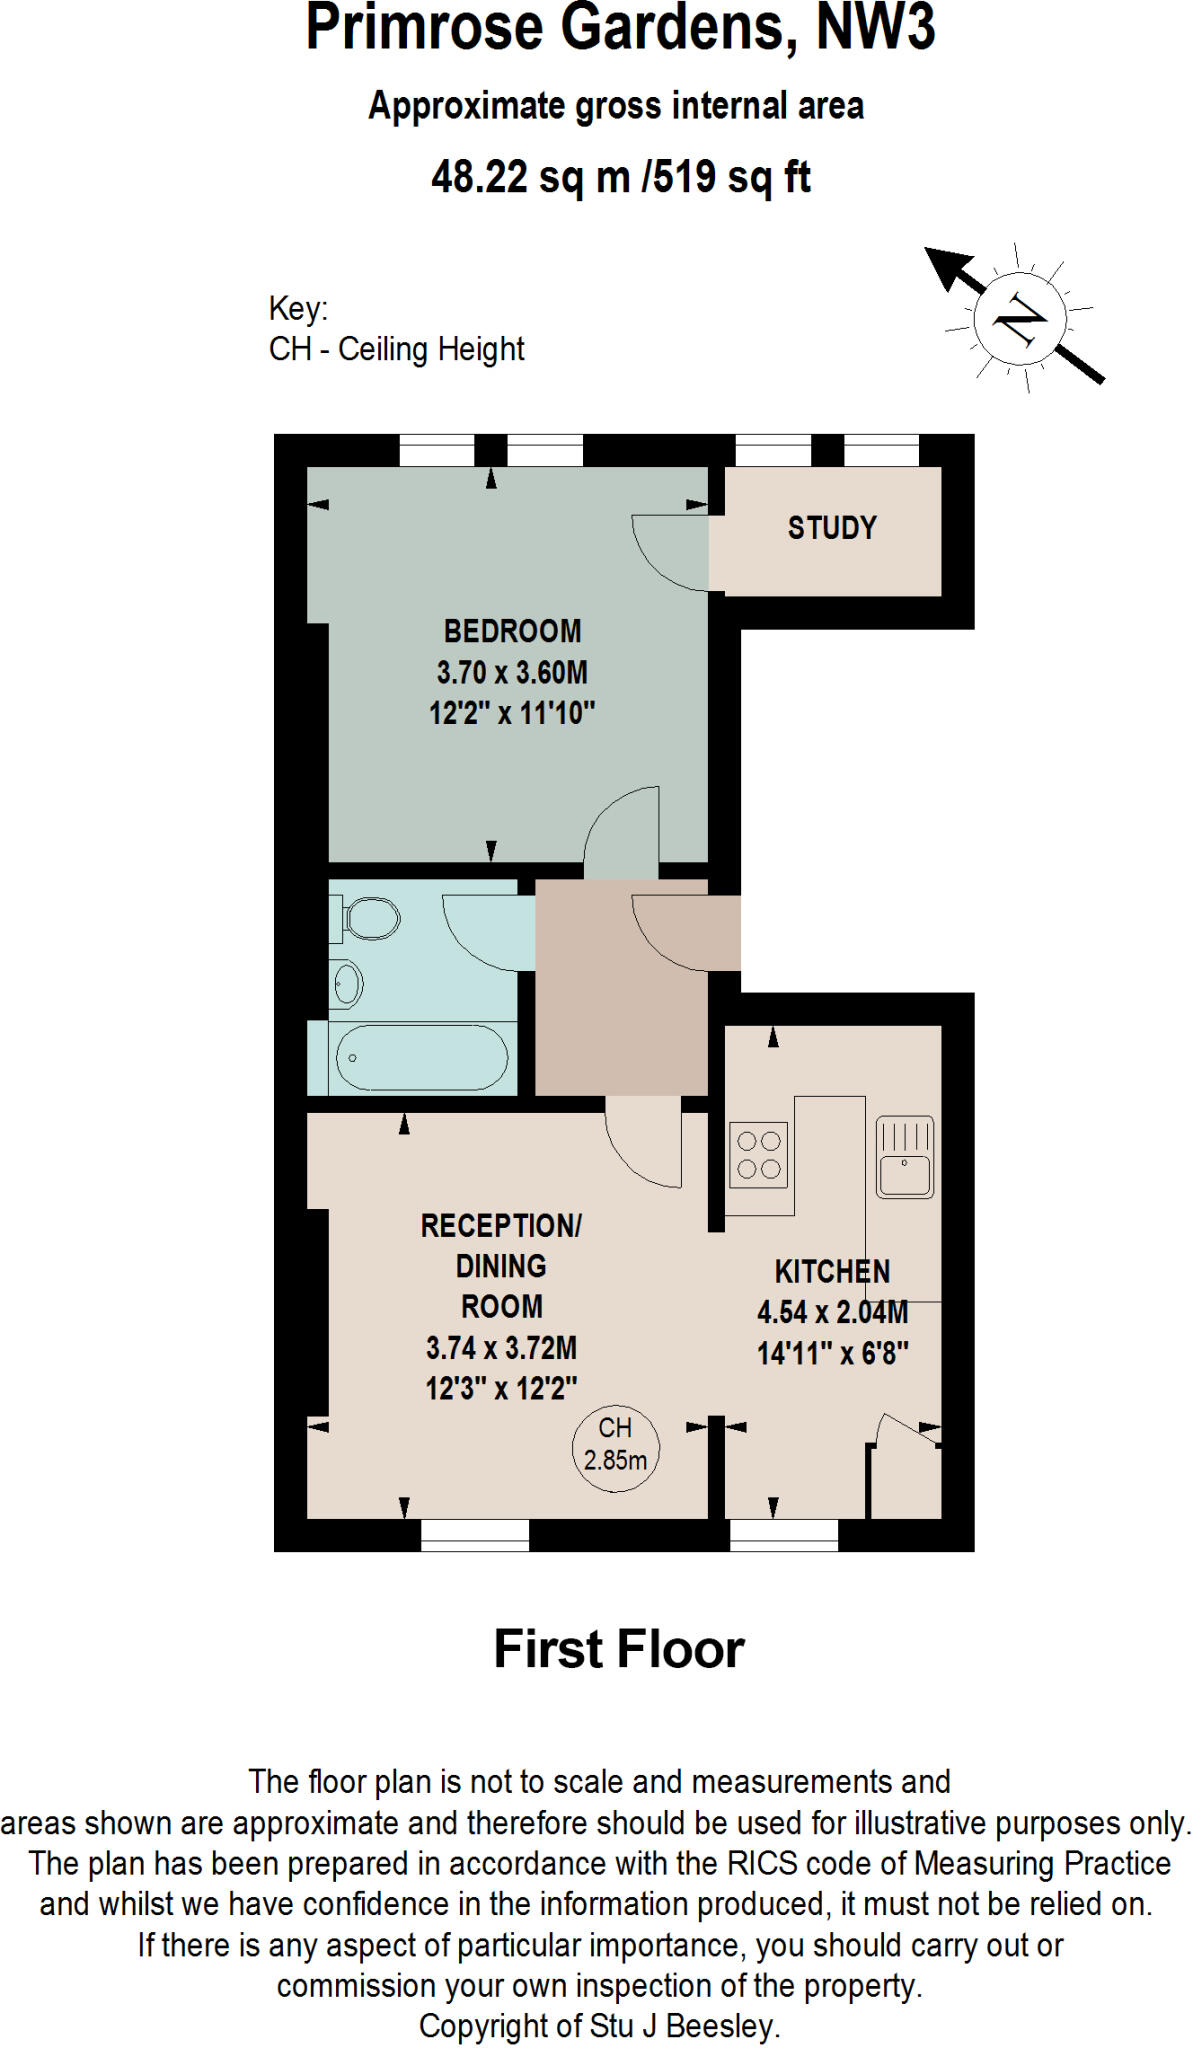 Primrose Gardens, NW3
Approximate gross internal area
48.22 sq m /519 sq ft
Key:
CH - Ceiling Height
N
STUDY
BEDROOM
3.70 x 3.60M
12'2" x 11'10"
RECEPTION/
DINING
ROOM
3.74 x 3.72M
12'3" x 12'2"
KITCHEN
4.54 x 2.04M
14'11" x 6'8"
CH
2.85m
First Floor
The floor plan is not to scale and measurements and
areas shown are approximate and therefore should be used for illustrative purposes only.
The plan has been prepared in accordance with the RICS code of Measuring Practice
and whilst we have confidence in the information produced, it must not be relied on.
If there is any aspect of particular importance, you should carry out or
commission your own inspection of the property.
Copyright of Stu J Beesley.